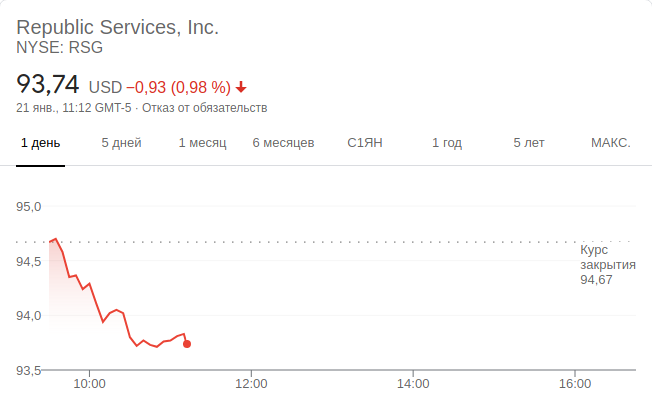 Republic Services, Inc.
NYSE: RSG
93,74 USD −0,93 (0,98 %)
21 янв., 11:12 GMT-5 · Отказ от обязательств
1 день 5 дней 1 месяц 6 месяцев С1ЯН 1 год 5 лет МАКС.
95,0
Курс
94,5 закрытия
94,67
94,0
93,5
10:00 12:00 14:00 16:00